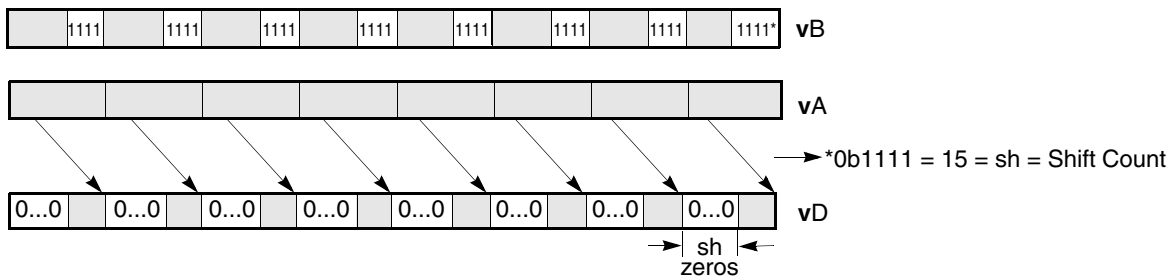 1111 1111 1111 1111 1111 1111 1111 1111* vB
vA
*0b1111 = 15 = sh = Shift Count
0...0 0...0 0...0 0...0 0...0 0...0 0...0 0...0 vD
sh
zeros